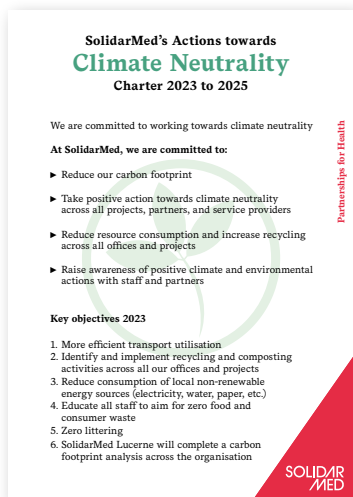 SolidarMed's Actions towards
Climate Neutrality
Charter 2023 to 2025
We are committed to working towards climate neutrality
At SolidarMed, we are committed to:
▶ Reduce our carbon footprint
▶ Take positive action towards climate neutrality
across all projects, partners, and service providers
▶ Reduce resource consumption and increase recycling
across all offices and projects
▶ Raise awareness of positive climate and environmental
actions with staff and partners
Key objectives 2023
1. More efficient transport utilisation
2. Identify and implement recycling and composting
activities across all our offices and projects
3. Reduce consumption of local non-renewable
energy sources (electricity, water, paper, etc.)
4. Educate all staff to aim for zero food and
consumer waste
5. Zero littering
6. SolidarMed Lucerne will complete a carbon
footprint analysis across the organisation
Partnerships for Health
SOLIDAR
MED